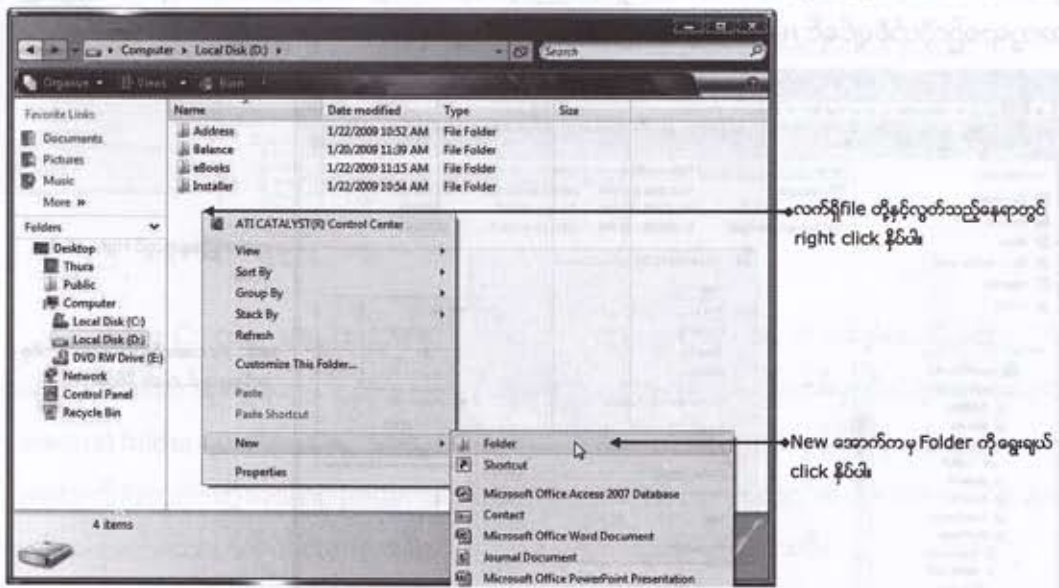 Computer ▸ Local Disk (D:) ▸
Search
Organize Views Burn
Favorite Links
Documents
Pictures
Music
More »
Folders
Desktop
Thura
Public
Computer
Local Disk (C:)
Local Disk (D:)
DVD RW Drive (E:)
Network
Control Panel
Recycle Bin
Name Date modified Type Size
Address 1/22/2009 10:52 AM File Folder
Balance 1/20/2009 11:39 AM File Folder
eBooks 1/22/2009 11:15 AM File Folder
Installer 1/22/2009 10:54 AM File Folder
ATI CATALYST(R) Control Center
View
Sort By
Group By
Stack By
Refresh
Customize This Folder...
Paste
Paste Shortcut
New
Properties
Folder
Shortcut
Microsoft Office Access 2007 Database
Contact
Microsoft Office Word Document
Journal Document
Microsoft Office PowerPoint Presentation
4 items
လက်ရှိfile တို့နှင့်လွတ်သည့်နေရာတွင်
right click နှိပ်ပါ။
New အောက်ကမှ Folder ကိုရွေးချယ်
click နှိပ်ပါ။